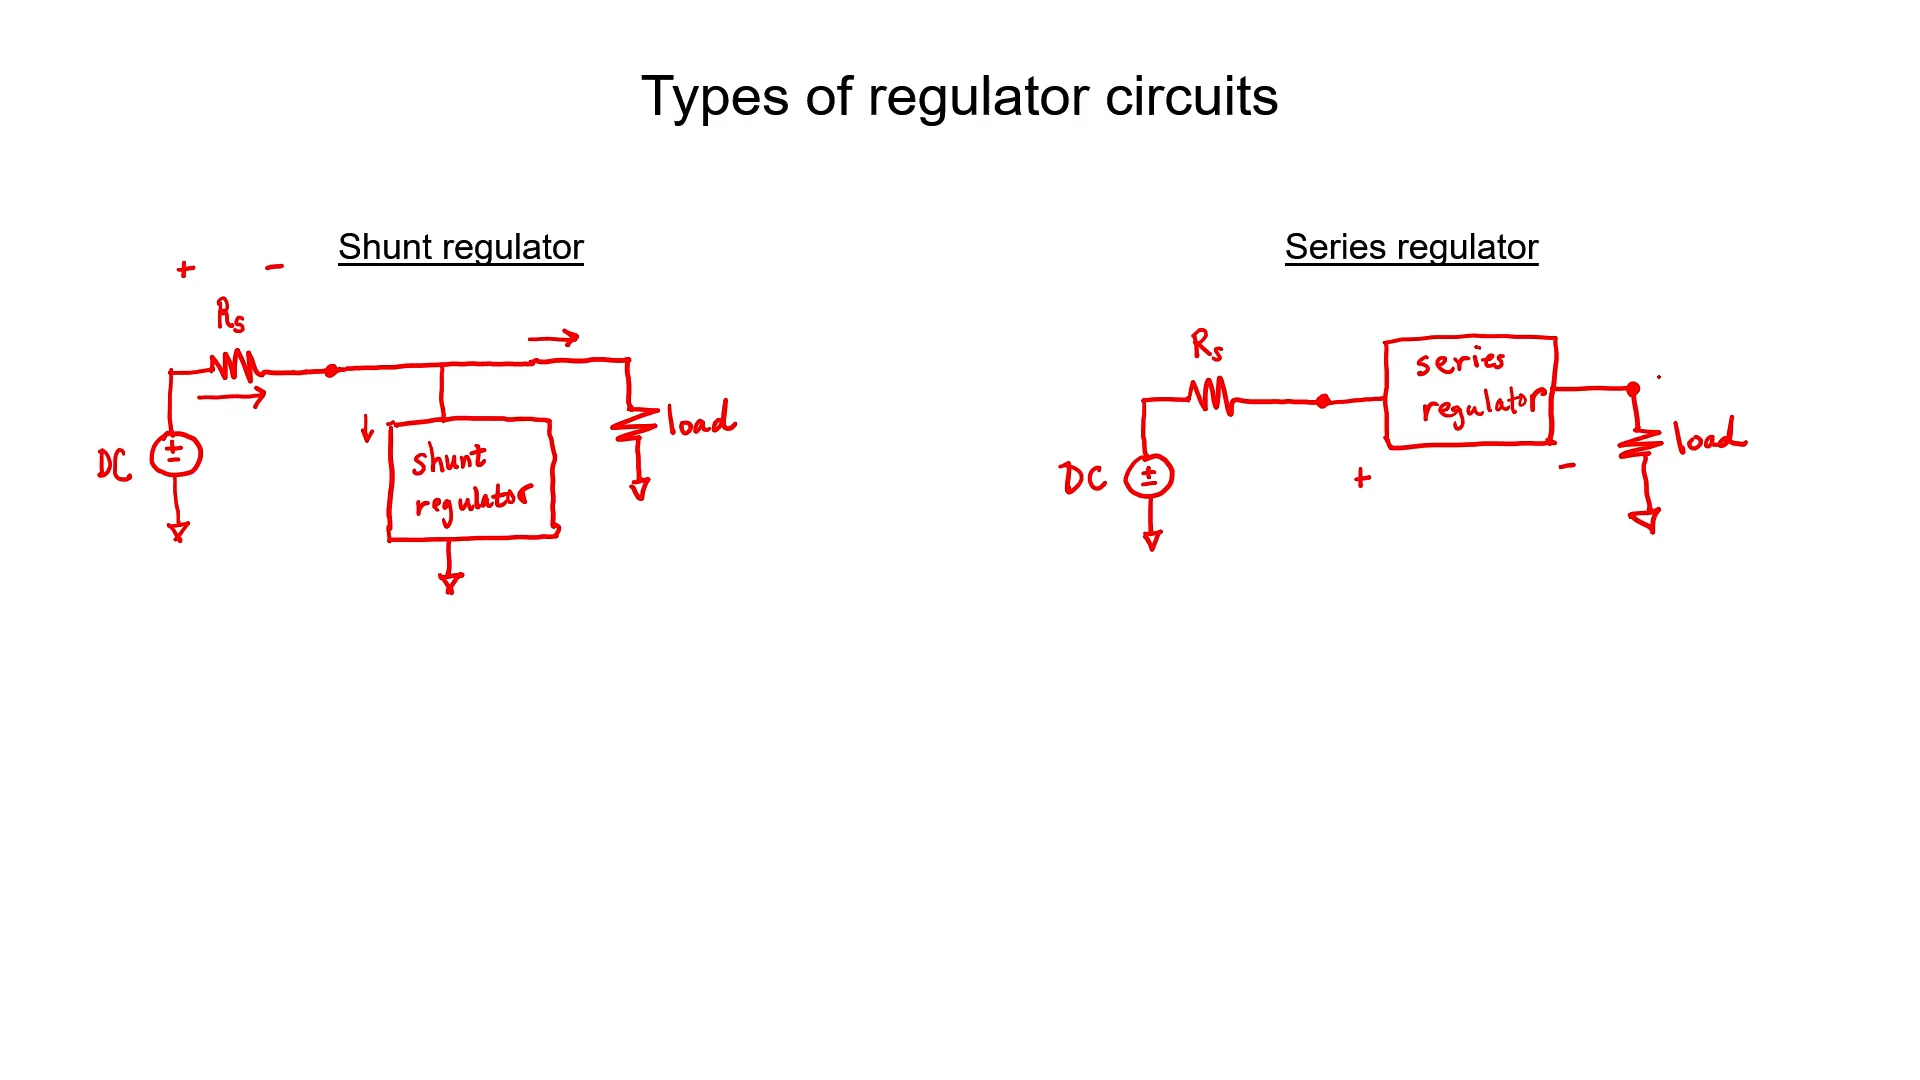 Types of regulator circuits
Shunt regulator
+ -
Rs
DC
+
-
shunt
regulator
load
Series regulator
Rs
DC
+
-
series
regulator
+ -
load